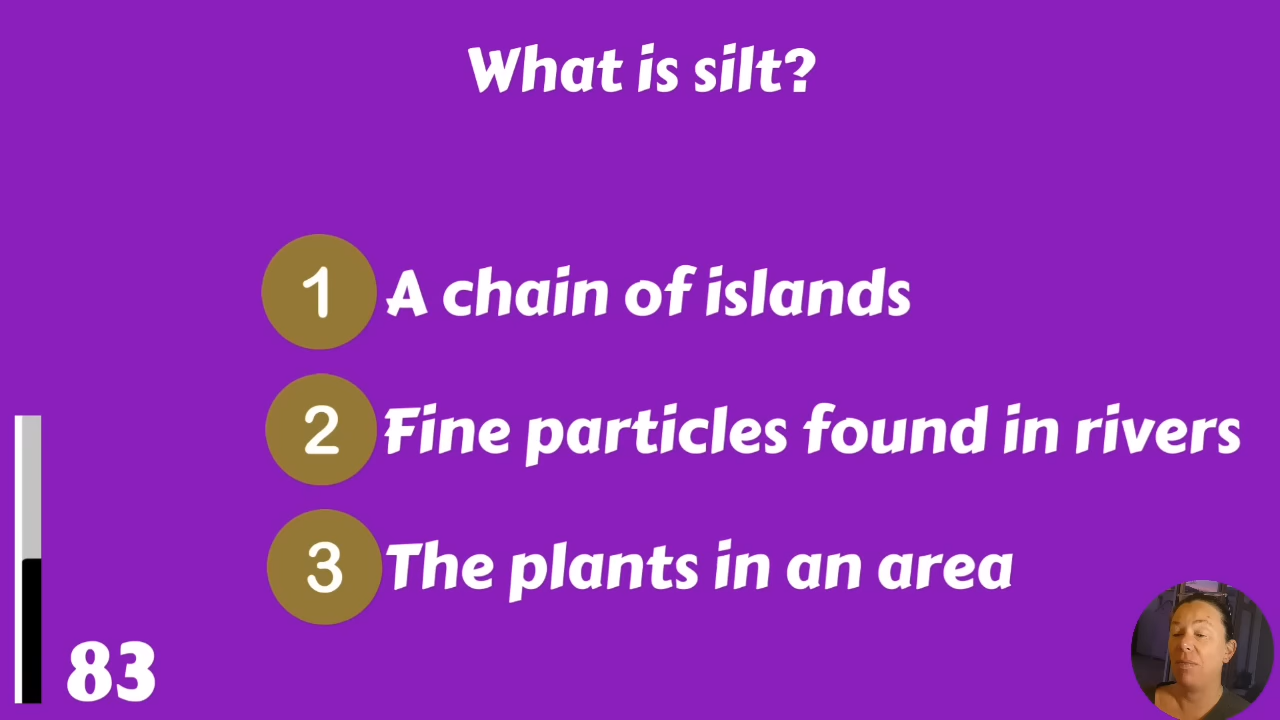 What is silt?
1 A chain of islands
2 Fine particles found in rivers
3 The plants in an area
83